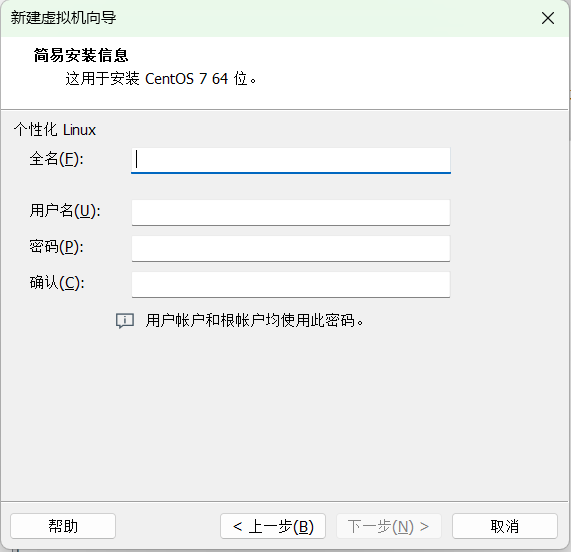 新建虚拟机向导
简易安装信息
这用于安装 CentOS 7 64 位。
个性化 Linux
全名(F):
用户名(U):
密码(P):
确认(C):
用户帐户和根帐户均使用此密码。
帮助
< 上一步(B)
下一步(N) >
取消